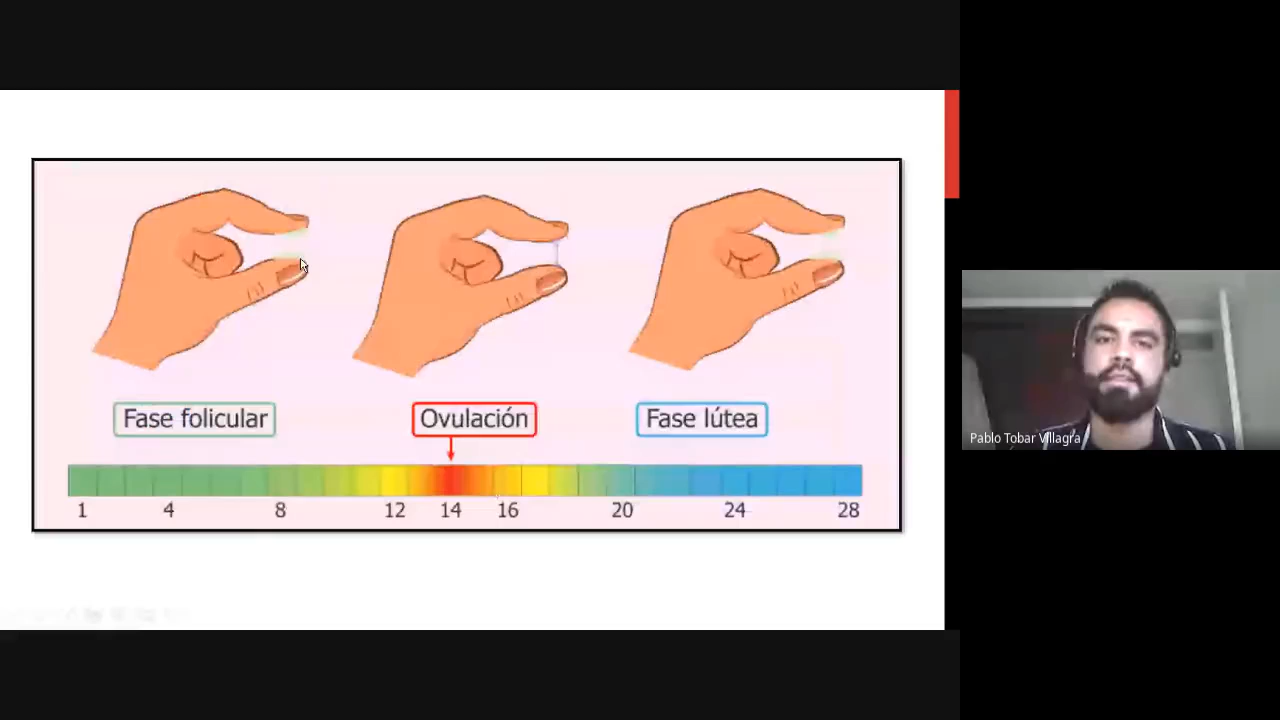 Fase folicular
Ovulación
Fase lútea
1 4 8 12 14 16 20 24 28
Pablo Tobar Villagra